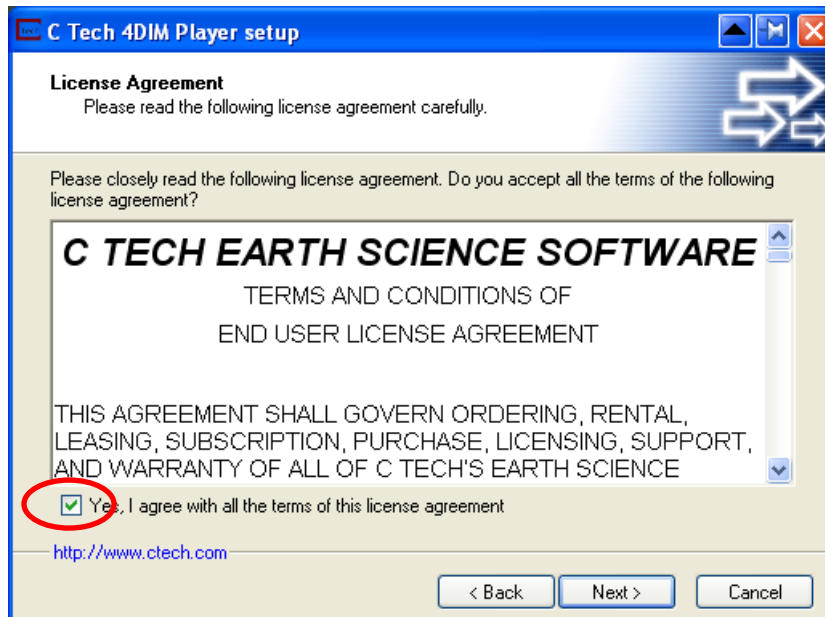 C Tech 4DIM Player setup
License Agreement
Please read the following license agreement carefully.
Please closely read the following license agreement. Do you accept all the terms of the following
license agreement?
C TECH EARTH SCIENCE SOFTWARE
TERMS AND CONDITIONS OF
END USER LICENSE AGREEMENT
THIS AGREEMENT SHALL GOVERN ORDERING, RENTAL,
LEASING, SUBSCRIPTION, PURCHASE, LICENSING, SUPPORT,
AND WARRANTY OF ALL OF C TECH'S EARTH SCIENCE
Yes, I agree with all the terms of this license agreement
http://www.ctech.com
< Back Next > Cancel